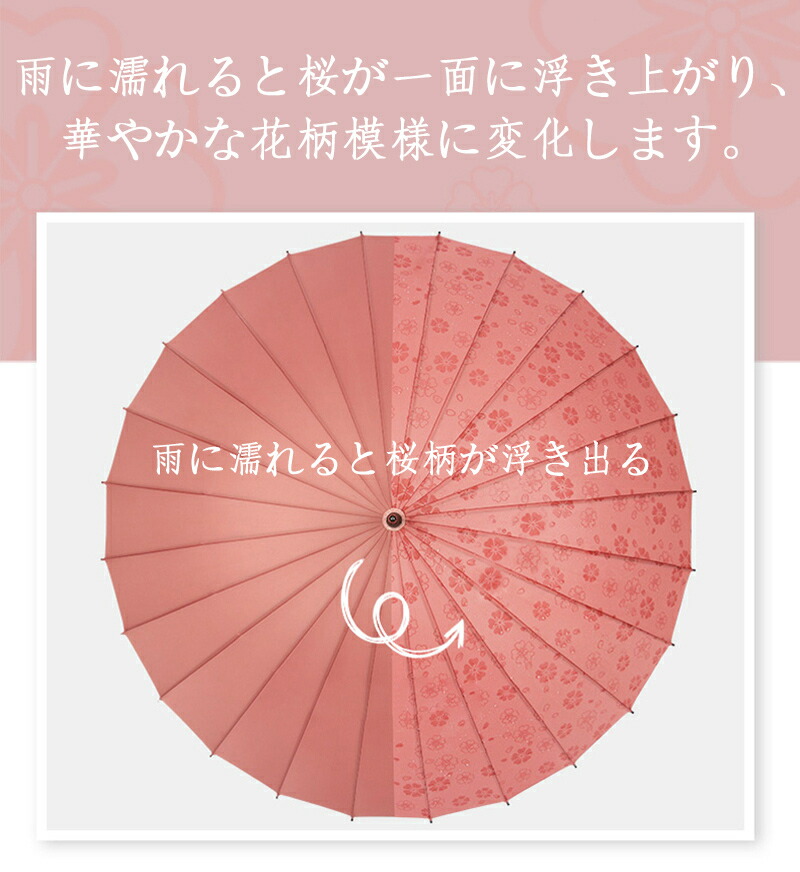 雨に濡れると桜が一面に浮き上がり、
華やかな花柄模様に変化します。
雨に濡れると桜柄が浮き出る